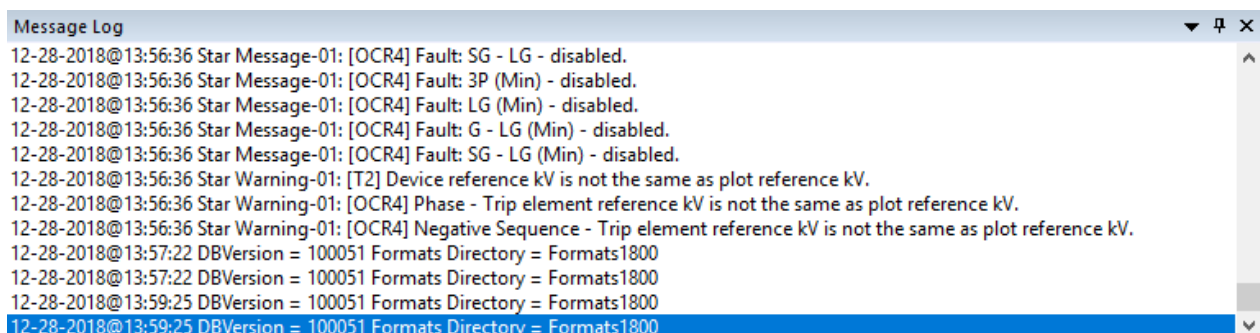 Message Log
12-28-2018@13:56:36 Star Message-01: [OCR4] Fault: SG - LG - disabled.
12-28-2018@13:56:36 Star Message-01: [OCR4] Fault: 3P (Min) - disabled.
12-28-2018@13:56:36 Star Message-01: [OCR4] Fault: LG (Min) - disabled.
12-28-2018@13:56:36 Star Message-01: [OCR4] Fault: G - LG (Min) - disabled.
12-28-2018@13:56:36 Star Message-01: [OCR4] Fault: SG - LG (Min) - disabled.
12-28-2018@13:56:36 Star Warning-01: [T2] Device reference kV is not the same as plot reference kV.
12-28-2018@13:56:36 Star Warning-01: [OCR4] Phase - Trip element reference kV is not the same as plot reference kV.
12-28-2018@13:56:36 Star Warning-01: [OCR4] Negative Sequence - Trip element reference kV is not the same as plot reference kV.
12-28-2018@13:57:22 DBVersion = 100051 Formats Directory = Formats1800
12-28-2018@13:57:22 DBVersion = 100051 Formats Directory = Formats1800
12-28-2018@13:59:25 DBVersion = 100051 Formats Directory = Formats1800
12-28-2018@13:59:25 DBVersion = 100051 Formats Directory = Formats1800